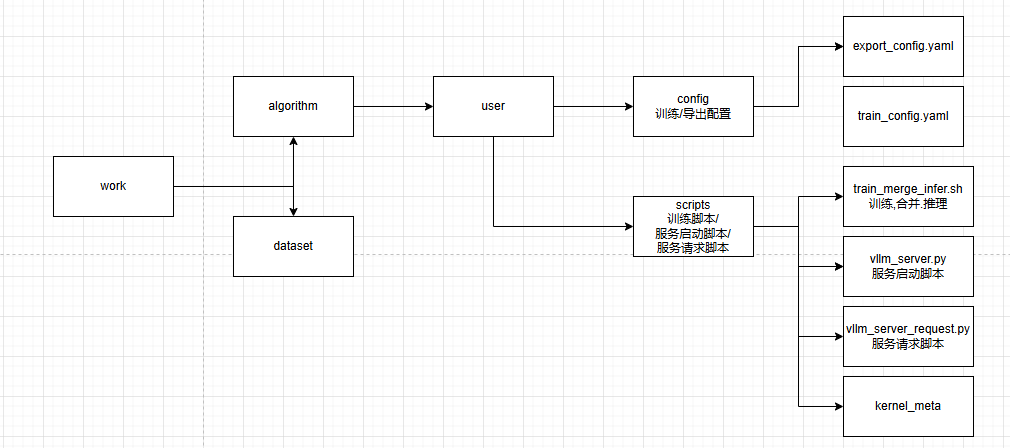 work
algorithm
dataset
user
config
训练/导出配置
scripts
训练脚本/
服务启动脚本/
服务请求脚本
export_config.yaml
train_config.yaml
train_merge_infer.sh
训练,合并.推理
vllm_server.py
服务启动脚本
vllm_server_request.py
服务请求脚本
kernel_meta